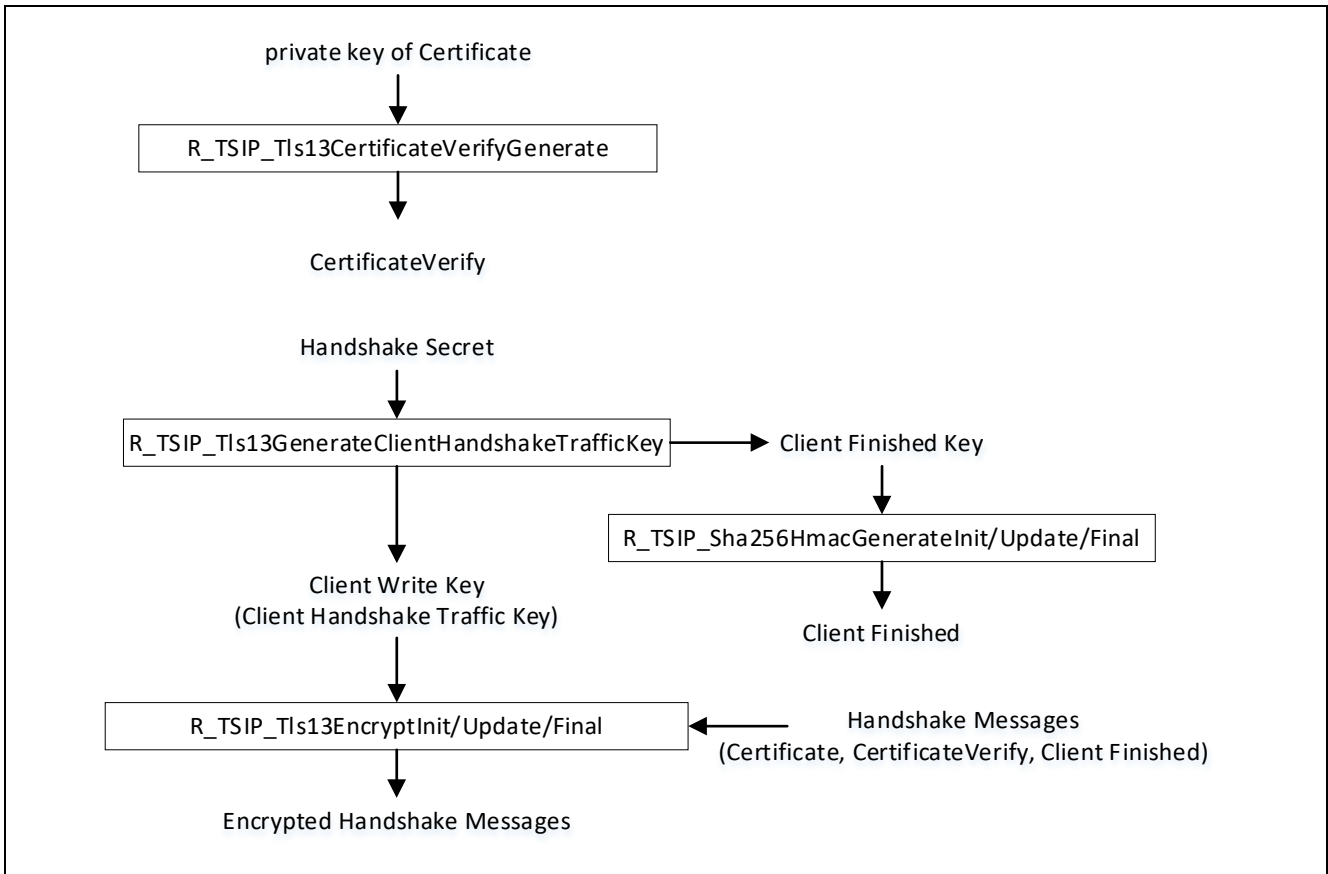 private key of Certificate
R_TSIP_Tls13CertificateVerifyGenerate
CertificateVerify
Handshake Secret
R_TSIP_Tls13GenerateClientHandshakeTrafficKey
Client Finished Key
R_TSIP_Sha256HmacGenerateInit/Update/Final
Client Write Key
(Client Handshake Traffic Key)
Client Finished
R_TSIP_Tls13EncryptInit/Update/Final
Handshake Messages
(Certificate, CertificateVerify, Client Finished)
Encrypted Handshake Messages